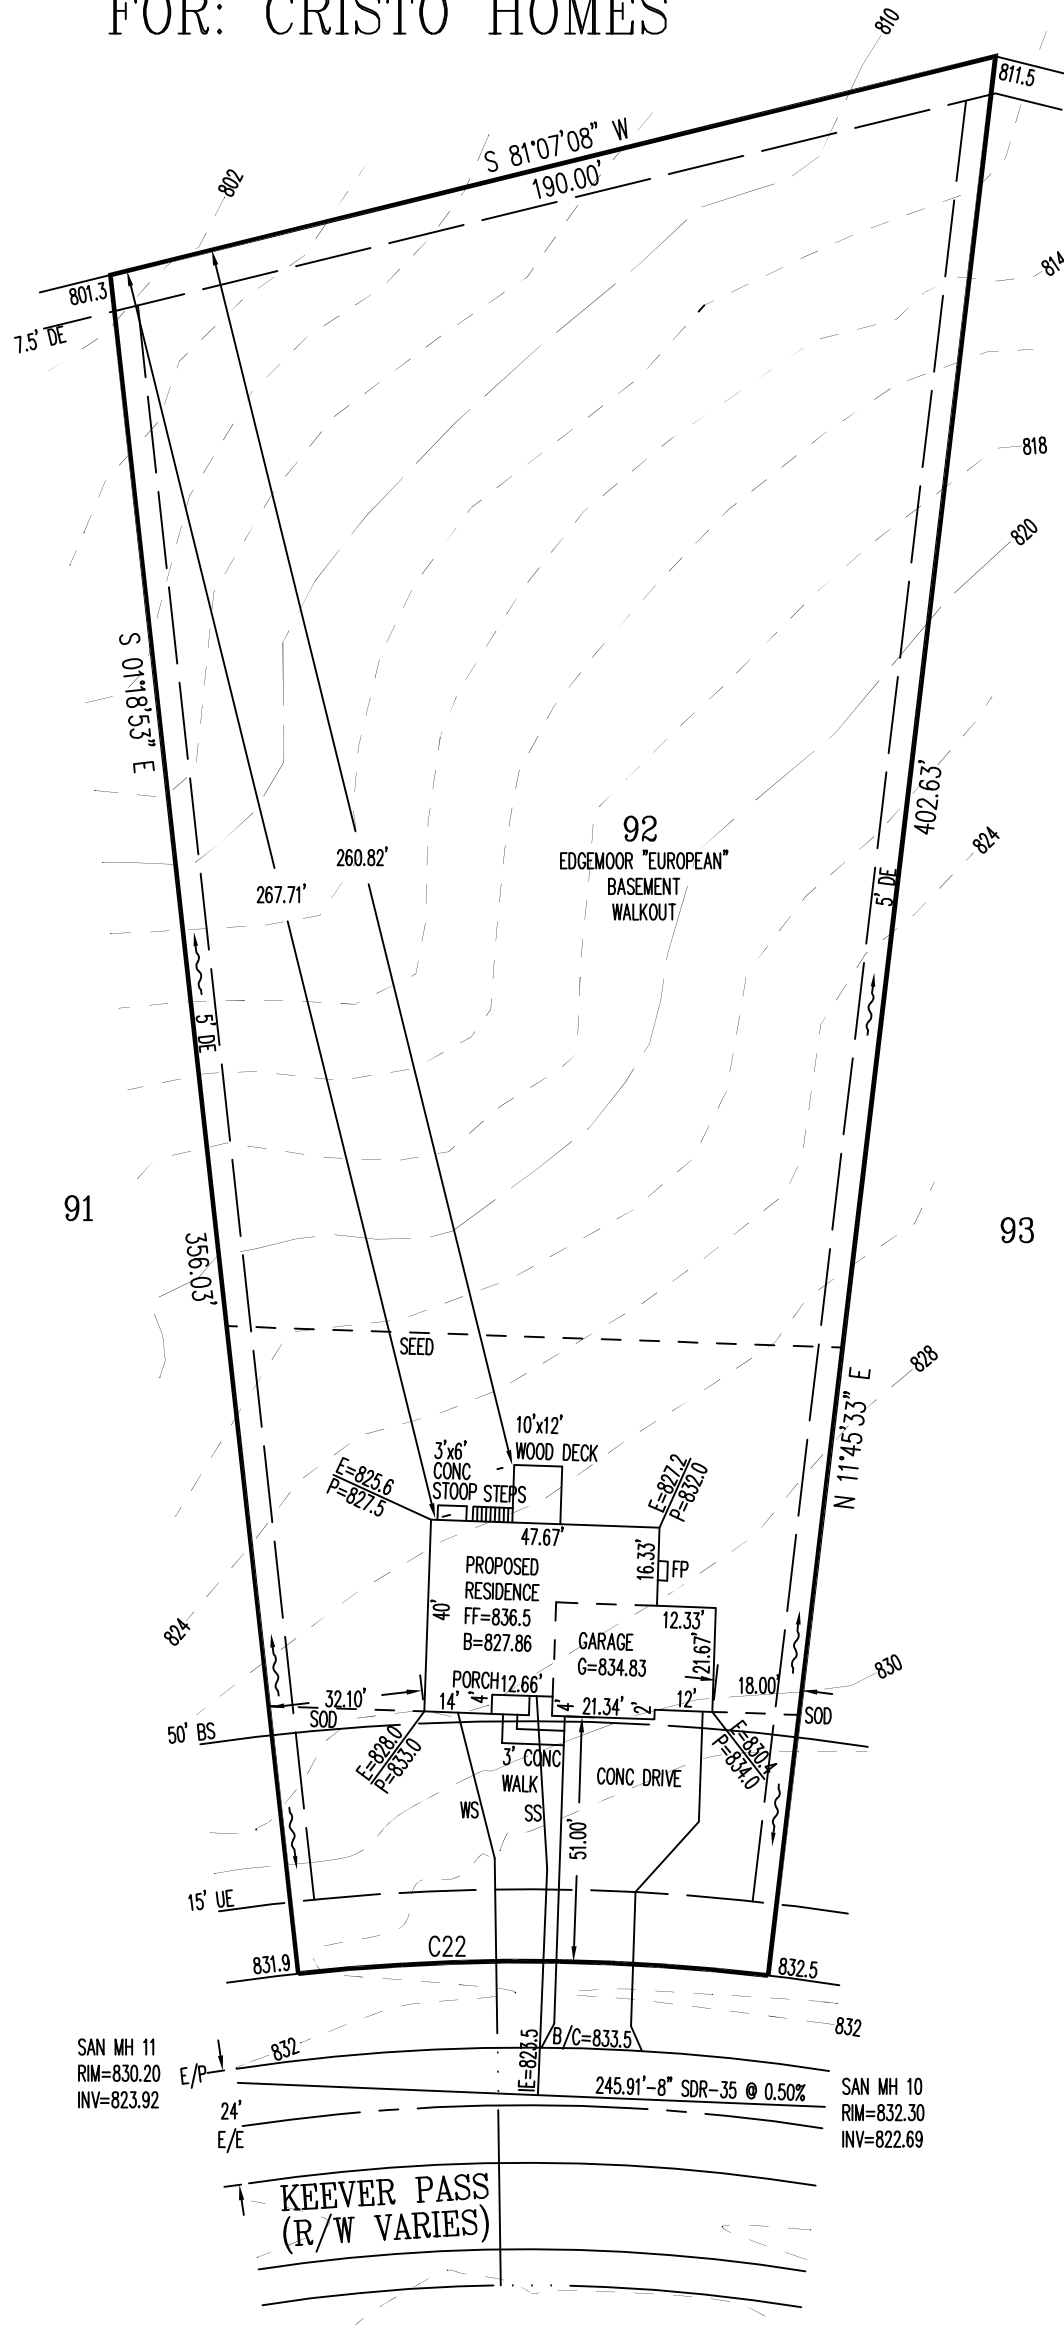 FOR: CRISTO HOMES
810
811.5
S 81°07'08" W
190.00'
802
801.3
7.5' DE
814
818
820
S 01°18'53" E
402.63'
92
EDGEMOOR "EUROPEAN"
BASEMENT
WALKOUT
824
260.82'
267.71'
5' DE
5' DE
91
93
356.03'
SEED
828
N 11°45'33" E
10'x12'
WOOD DECK
3'x6'
CONC
STOOP STEPS
E=825.6
P=827.5
E=827.2
P=832.0
47.67'
16.33'
FP
PROPOSED
RESIDENCE
FF=836.5
B=827.86
40'
12.33'
GARAGE
G=834.83
21.67'
824
830
PORCH 12.66'
32.10'
14'
4'
4'
21.34'
2'
12'
18.00'
SOD
SOD
50' BS
E=828.0
P=833.0
E=830.4
P=834.0
3' CONC
WALK
CONC DRIVE
WS
SS
51.00'
15' UE
C22
831.9
832.5
832
832
B/C=833.5
IE=823.5
SAN MH 11
RIM=830.20
INV=823.92
E/P
245.91'-8" SDR-35 @ 0.50%
SAN MH 10
RIM=832.30
INV=822.69
24'
E/E
KEEVER PASS
(R/W VARIES)